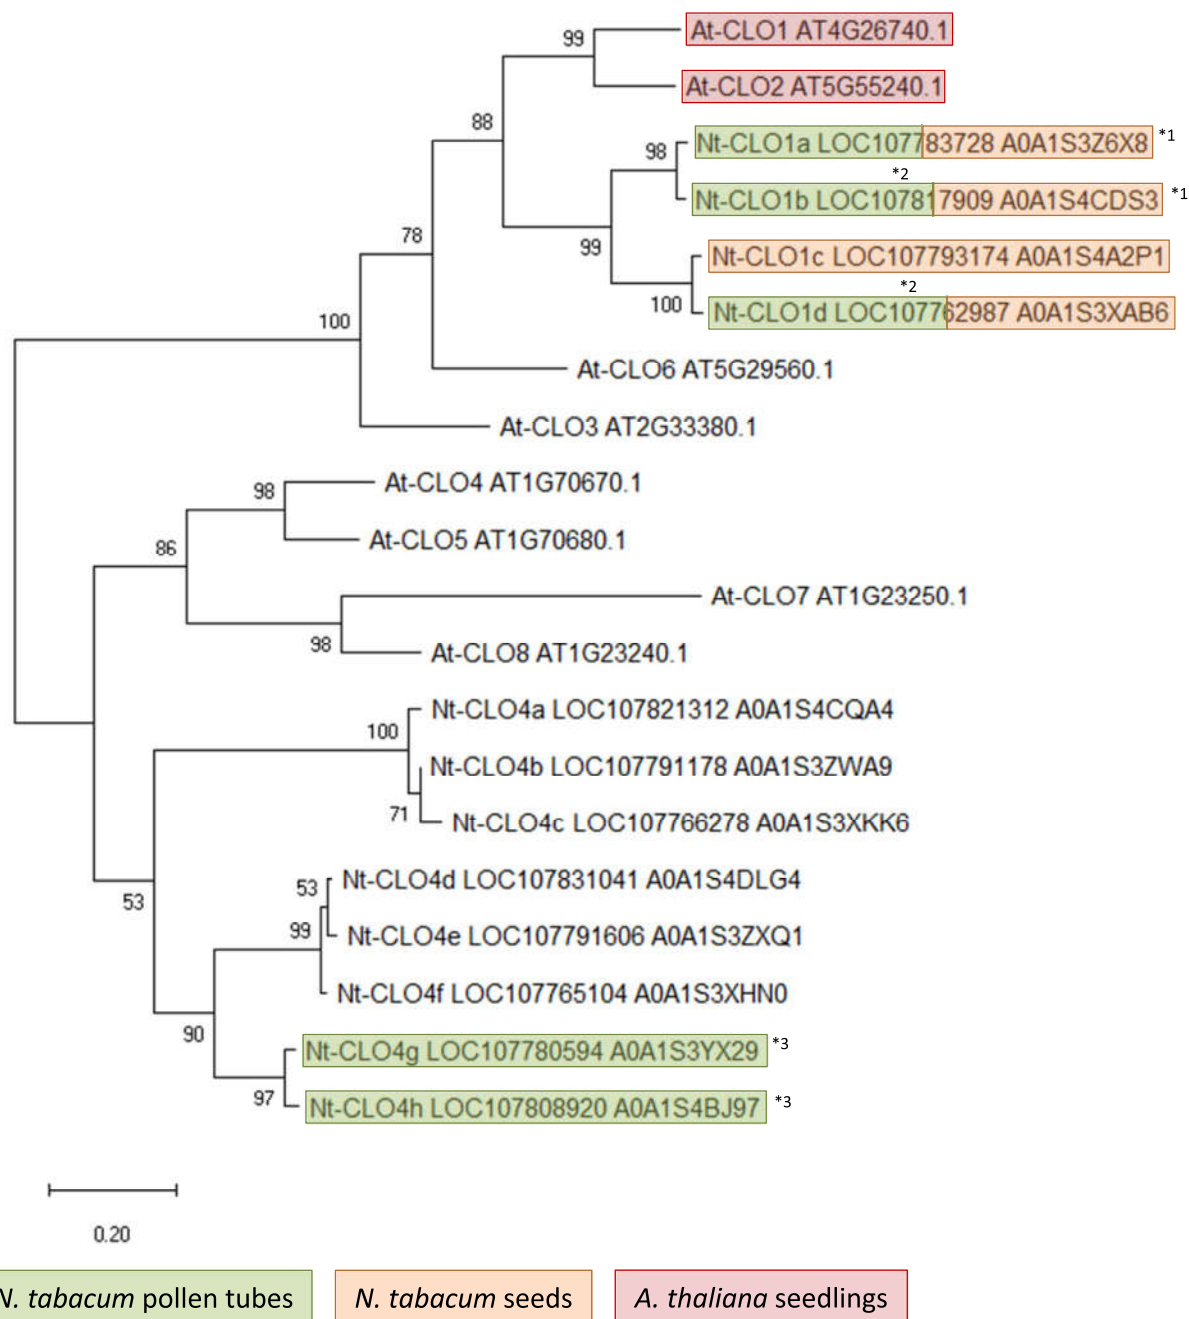 99
At-CLO1 AT4G26740.1
At-CLO2 AT5G55240.1
88
98
Nt-CLO1a LOC107783728 A0A1S3Z6X8 *1
*2
Nt-CLO1b LOC107817909 A0A1S4CDS3 *1
99
78
Nt-CLO1c LOC107793174 A0A1S4A2P1
*2
100
Nt-CLO1d LOC107762987 A0A1S3XAB6
100
At-CLO6 AT5G29560.1
At-CLO3 AT2G33380.1
98
At-CLO4 AT1G70670.1
At-CLO5 AT1G70680.1
86
At-CLO7 AT1G23250.1
98
At-CLO8 AT1G23240.1
Nt-CLO4a LOC107821312 A0A1S4CQA4
100
Nt-CLO4b LOC107791178 A0A1S3ZWA9
71
Nt-CLO4c LOC107766278 A0A1S3XKK6
53
Nt-CLO4d LOC107831041 A0A1S4DLG4
53
99
Nt-CLO4e LOC107791606 A0A1S3ZXQ1
Nt-CLO4f LOC107765104 A0A1S3XHN0
90
Nt-CLO4g LOC107780594 A0A1S3YX29 *3
97
Nt-CLO4h LOC107808920 A0A1S4BJ97 *3
0.20
N. tabacum pollen tubes
N. tabacum seeds
A. thaliana seedlings